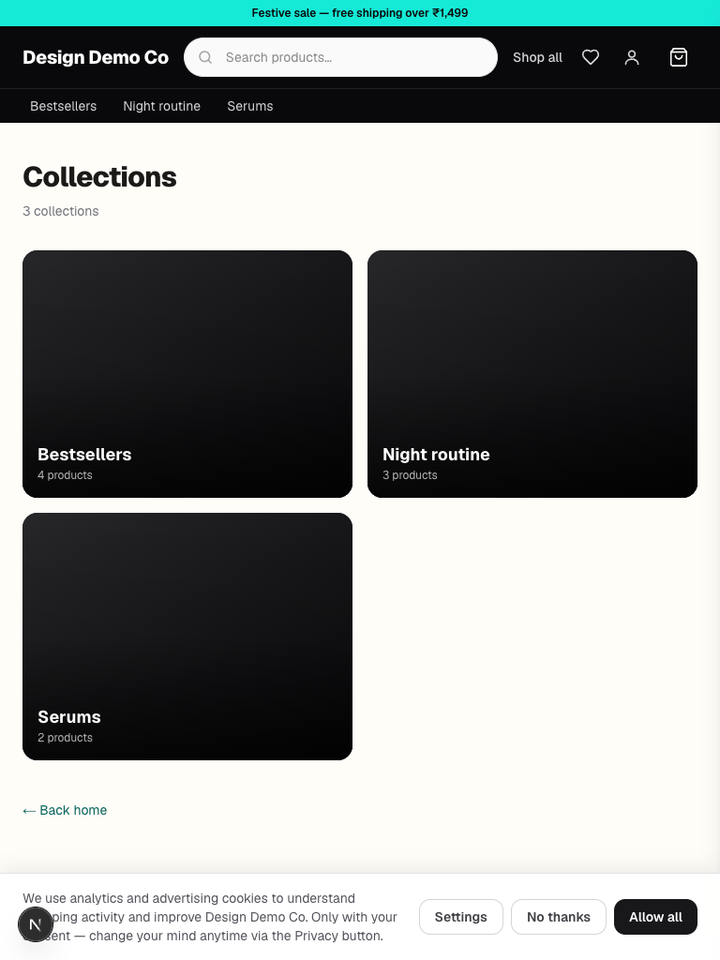 Festive sale — free shipping over ₹1,499
Design Demo Co
Search products...
Shop all
Bestsellers
Night routine
Serums
Collections
3 collections
Bestsellers
4 products
Night routine
3 products
Serums
2 products
← Back home
We use analytics and advertising cookies to understand
activity and improve Design Demo Co. Only with your
— change your mind anytime via the Privacy button.
N
Settings
No thanks
Allow all